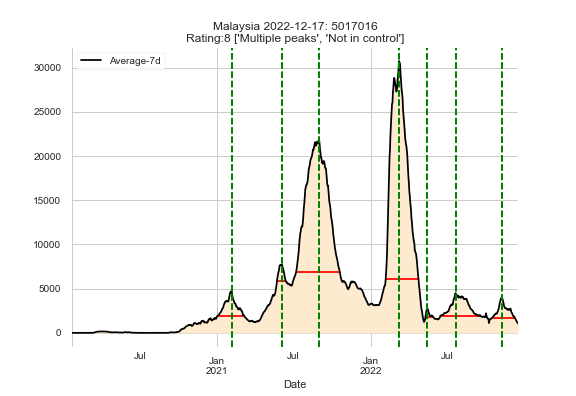 Malaysia 2022-12-17: 5017016
Rating:8 ['Multiple peaks', 'Not in control']
Average-7d
30000
25000
20000
15000
10000
5000
0
Jul
Jan
2021
Jul
Jan
2022
Jul
Date